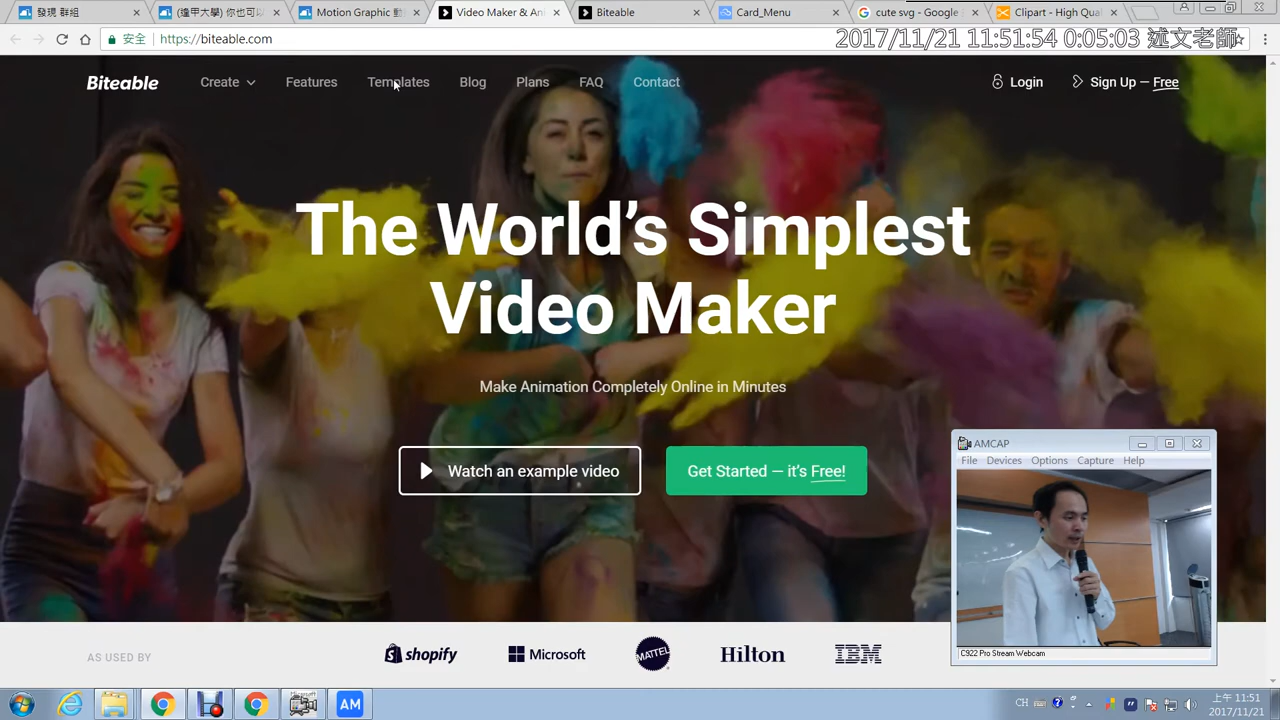 發現 群組
(逢甲大學) 你也可以
Motion Graphic 動
Video Maker & Ani
Biteable
Card_Menu
cute svg - Google
Clipart - High Qua
安全
https://biteable.com
2017/11/21 11:51:54 0:05:03 述文老師
Biteable
Create
Features
Templates
Blog
Plans
FAQ
Contact
Login
Sign Up — Free
The World's Simplest
Video Maker
Make Animation Completely Online in Minutes
Watch an example video
Get Started — it's Free!
AMCAP
File Devices Options Capture Help
C922 Pro Stream Webcam
AS USED BY
shopify
Microsoft
MATTEL
Hilton
IBM
AM
CH
上午 11:51
2017/11/21